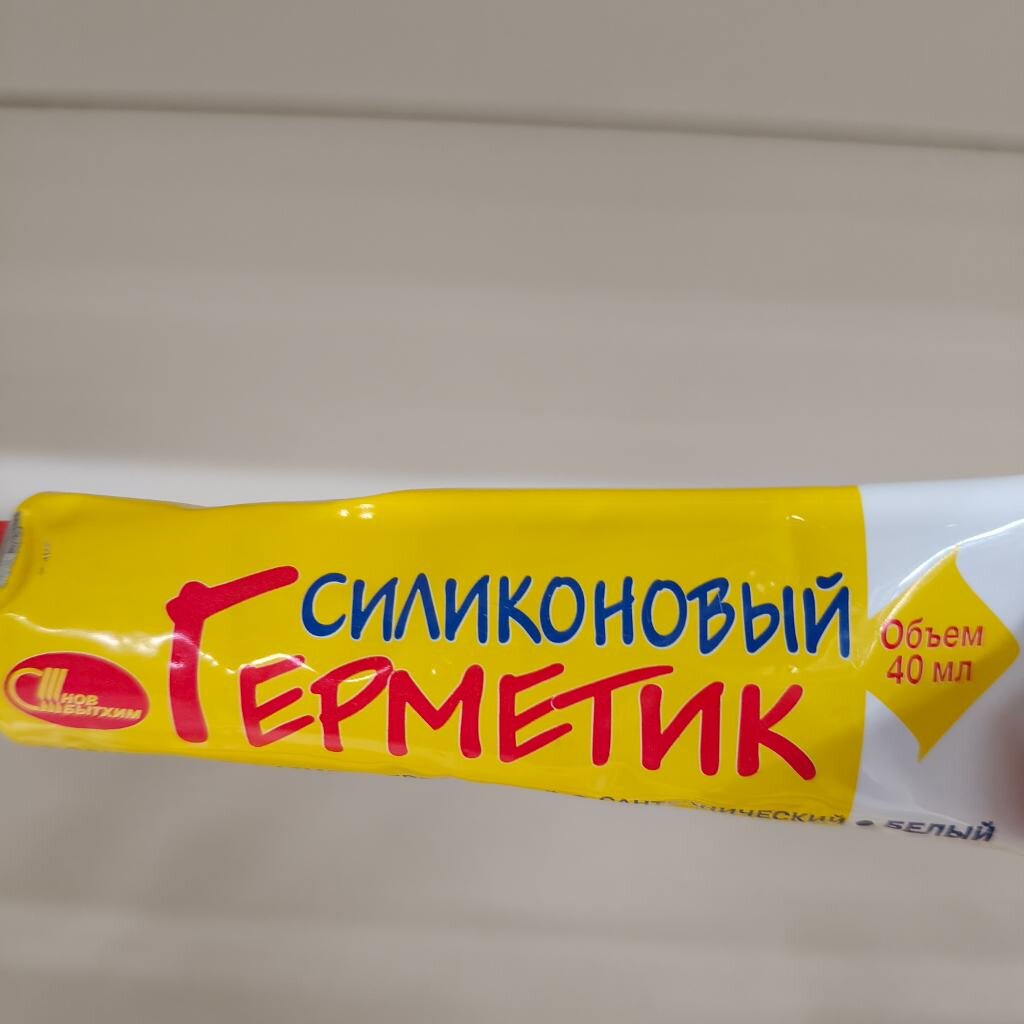 СИЛИКОНОВЫЙ
ГЕРМЕТИК
НОВ
БЫТХИМ
Объем
40 мл
• БЕЛЫЙ